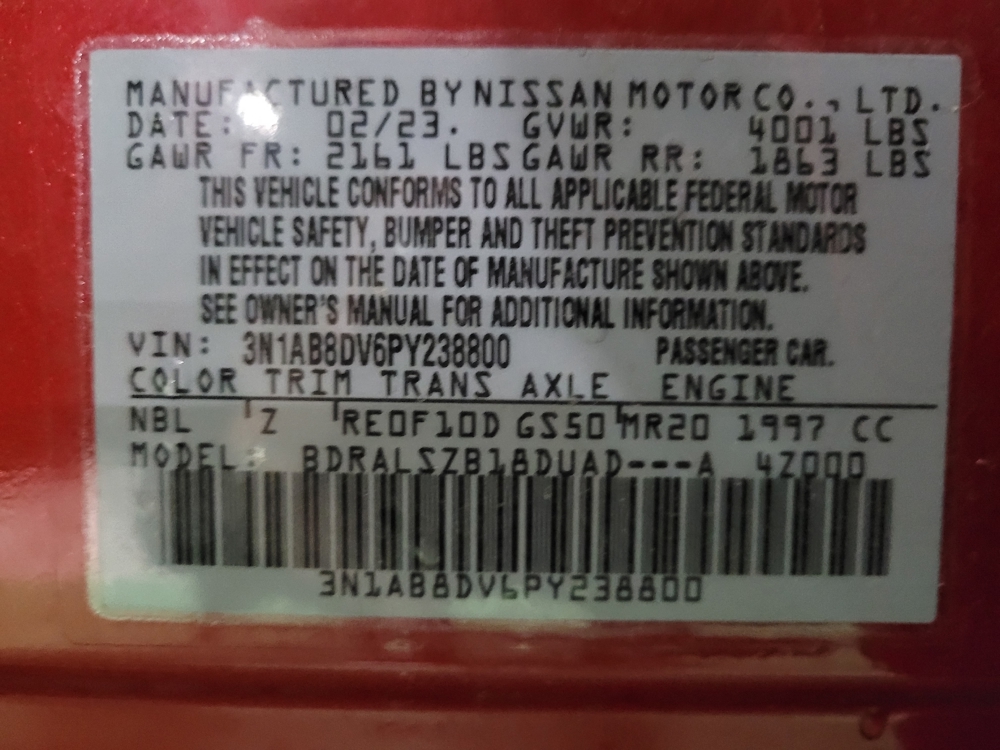 MANUFACTURED BY NISSAN MOTOR CO., LTD.
DATE: 02/23. GVWR: 4001 LBS
GAWR FR: 2161 LBS GAWR RR: 1863 LBS
THIS VEHICLE CONFORMS TO ALL APPLICABLE FEDERAL MOTOR
VEHICLE SAFETY, BUMPER AND THEFT PREVENTION STANDARDS
IN EFFECT ON THE DATE OF MANUFACTURE SHOWN ABOVE.
SEE OWNER'S MANUAL FOR ADDITIONAL INFORMATION.
VIN: 3N1AB8DV6PY238800 PASSENGER CAR.
COLOR TRIM TRANS AXLE ENGINE
NBL Z RE0F10D GS50 MR20 1997 CC
MODEL: BDRALSZB18DUAD---A 4Z000
3N1AB8DV6PY238800